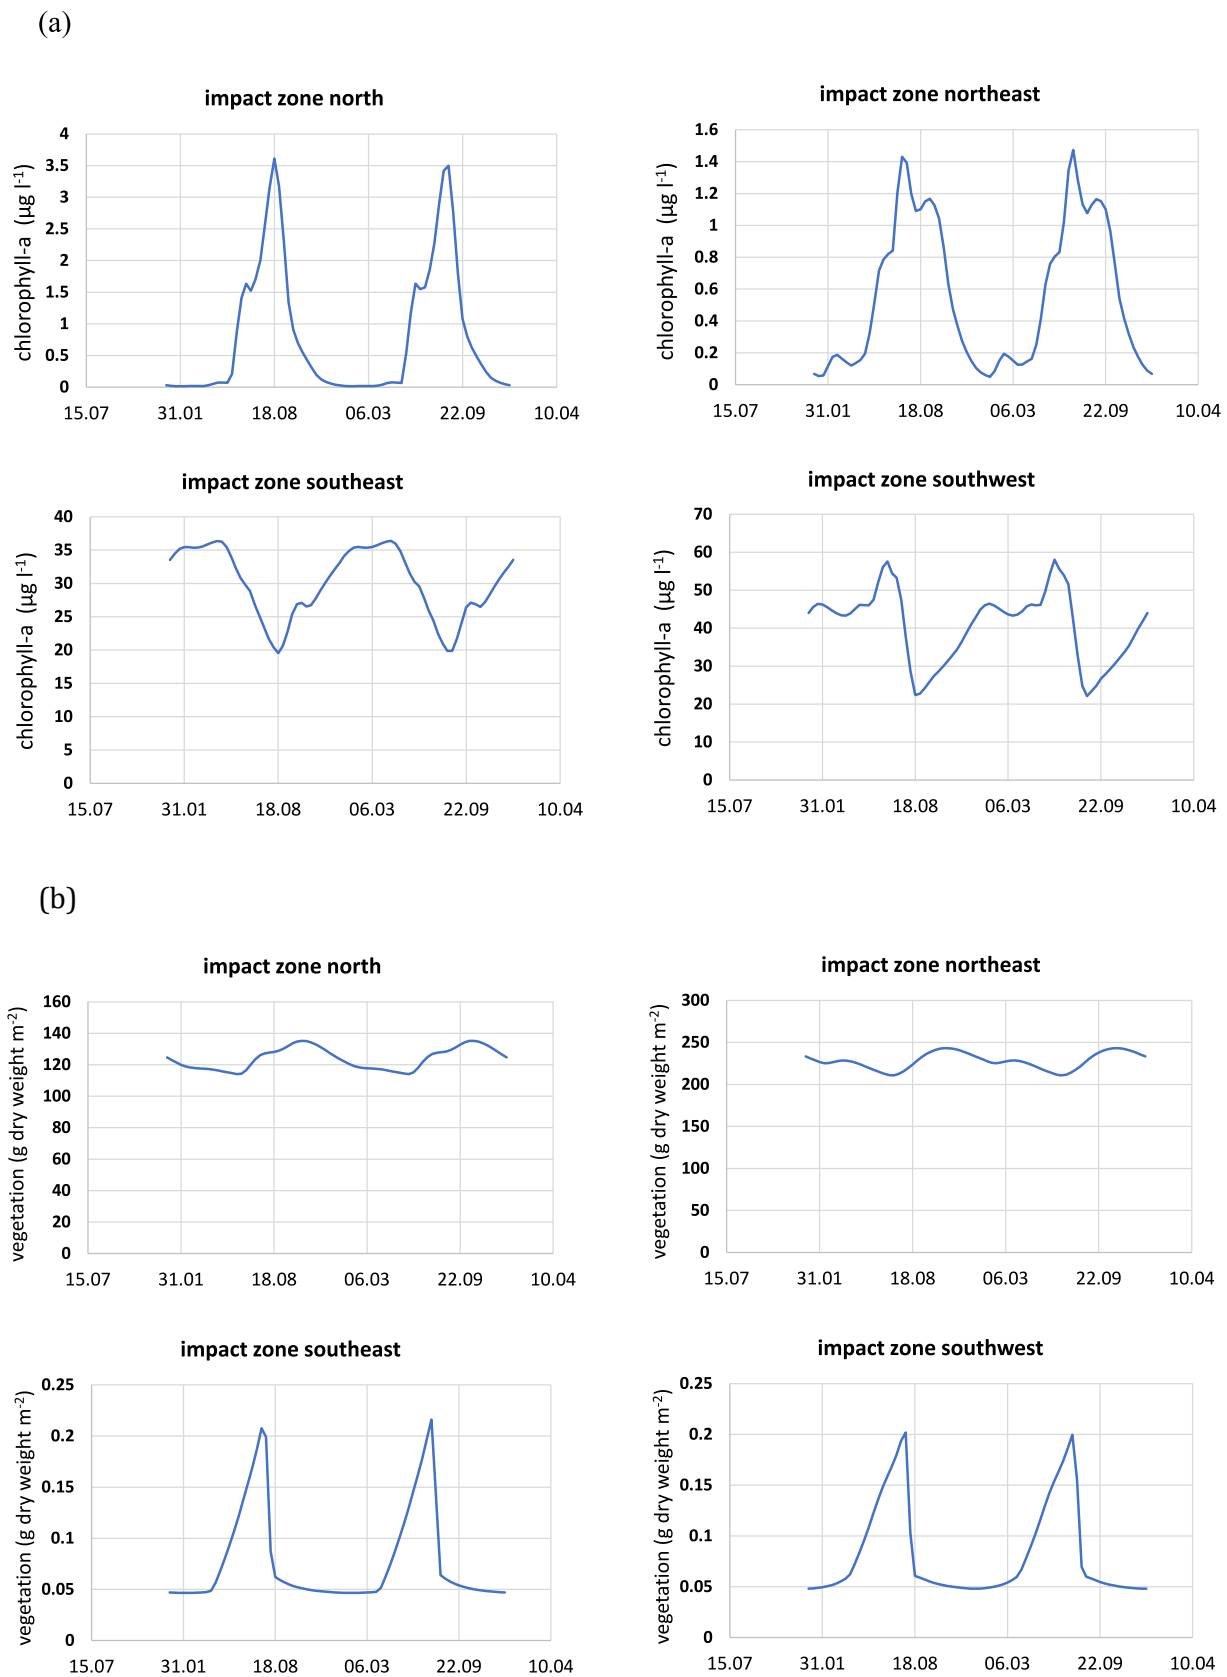 (a)
impact zone north
chlorophyll-a (µg l-1)
4
3.5
3
2.5
2
1.5
1
0.5
0
15.07 31.01 18.08 06.03 22.09 10.04
impact zone northeast
chlorophyll-a (µg l-1)
1.6
1.4
1.2
1
0.8
0.6
0.4
0.2
0
15.07 31.01 18.08 06.03 22.09 10.04
impact zone southeast
chlorophyll-a (µg l-1)
40
35
30
25
20
15
10
5
0
15.07 31.01 18.08 06.03 22.09 10.04
impact zone southwest
chlorophyll-a (µg l-1)
70
60
50
40
30
20
10
0
15.07 31.01 18.08 06.03 22.09 10.04
(b)
impact zone north
vegetation (g dry weight m-2)
160
140
120
100
80
60
40
20
0
15.07 31.01 18.08 06.03 22.09 10.04
impact zone northeast
vegetation (g dry weight m-2)
300
250
200
150
100
50
0
15.07 31.01 18.08 06.03 22.09 10.04
impact zone southeast
vegetation (g dry weight m-2)
0.25
0.2
0.15
0.1
0.05
0
15.07 31.01 18.08 06.03 22.09 10.04
impact zone southwest
vegetation (g dry weight m-2)
0.25
0.2
0.15
0.1
0.05
0
15.07 31.01 18.08 06.03 22.09 10.04